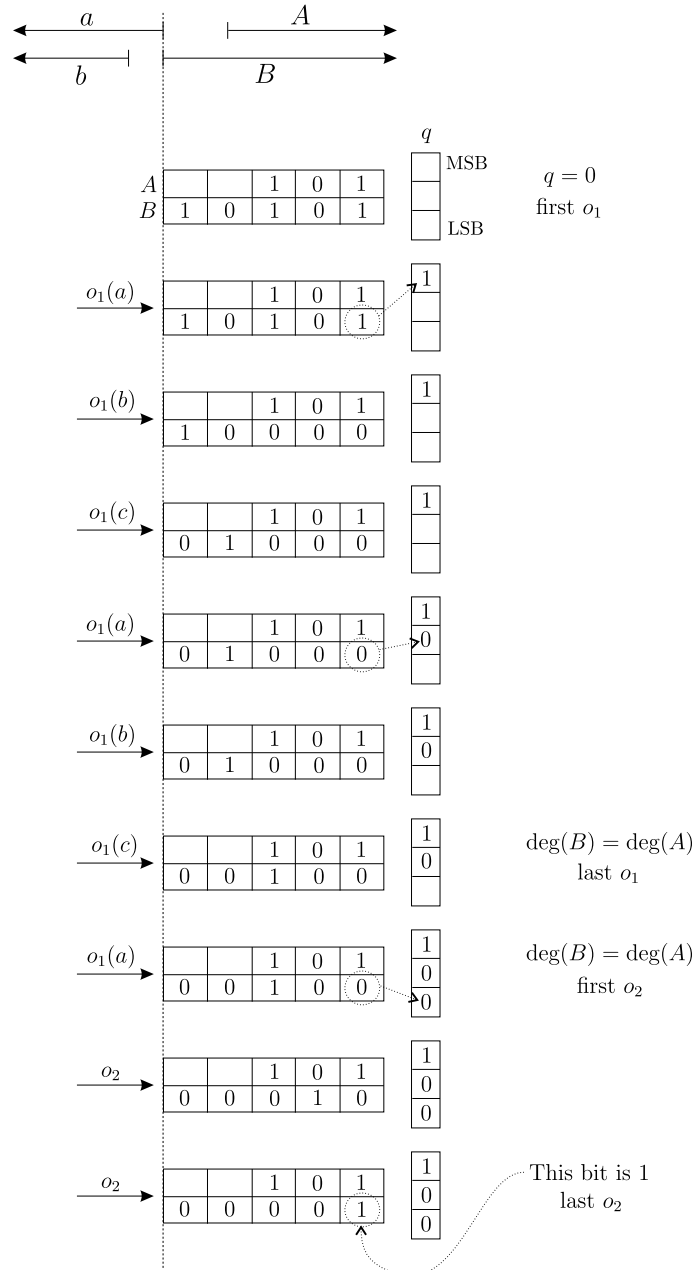 a A
b B
q
A 1 0 1 MSB q = 0
B 1 0 1 0 1 LSB first o₁
o₁(a) 1 0 1 1
1 0 1 0 1
o₁(b) 1 0 1 1
1 0 0 0 0
o₁(c) 1 0 1 1
0 1 0 0 0
o₁(a) 1 0 1 1
0 1 0 0 0 0
o₁(b) 1 0 1 1
0 1 0 0 0 0
o₁(c) 1 0 1 1 deg(B) = deg(A)
0 0 1 0 0 0 last o₁
o₁(a) 1 0 1 1 deg(B) = deg(A)
0 0 1 0 0 0 first o₂
0
o₂ 1 0 1 1
0 0 0 1 0 0
0
o₂ 1 0 1 1 This bit is 1
0 0 0 0 1 0 last o₂
0